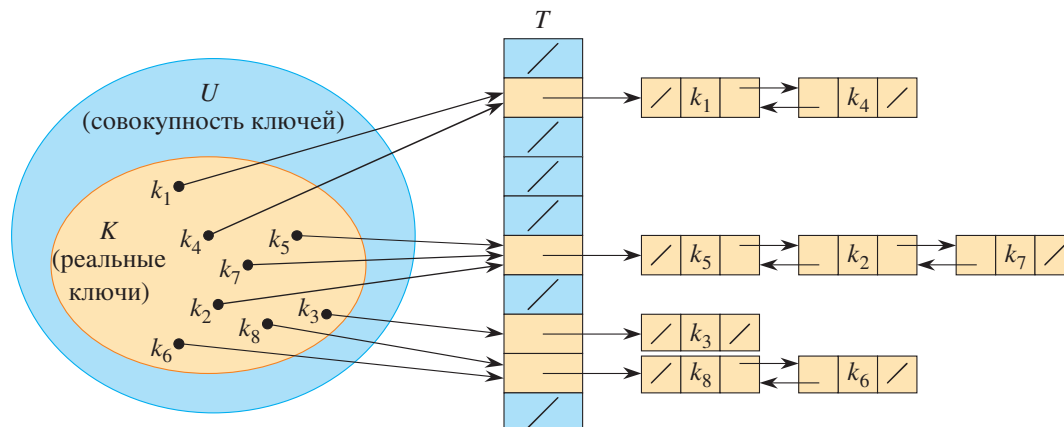 T
U
(совокупность ключей)
k₁ k₄
k₁
K
(реальные
ключи)
k₄ k₅
k₇
k₅ k₂ k₇
k₂ k₈ k₃
k₆
k₃
k₈ k₆